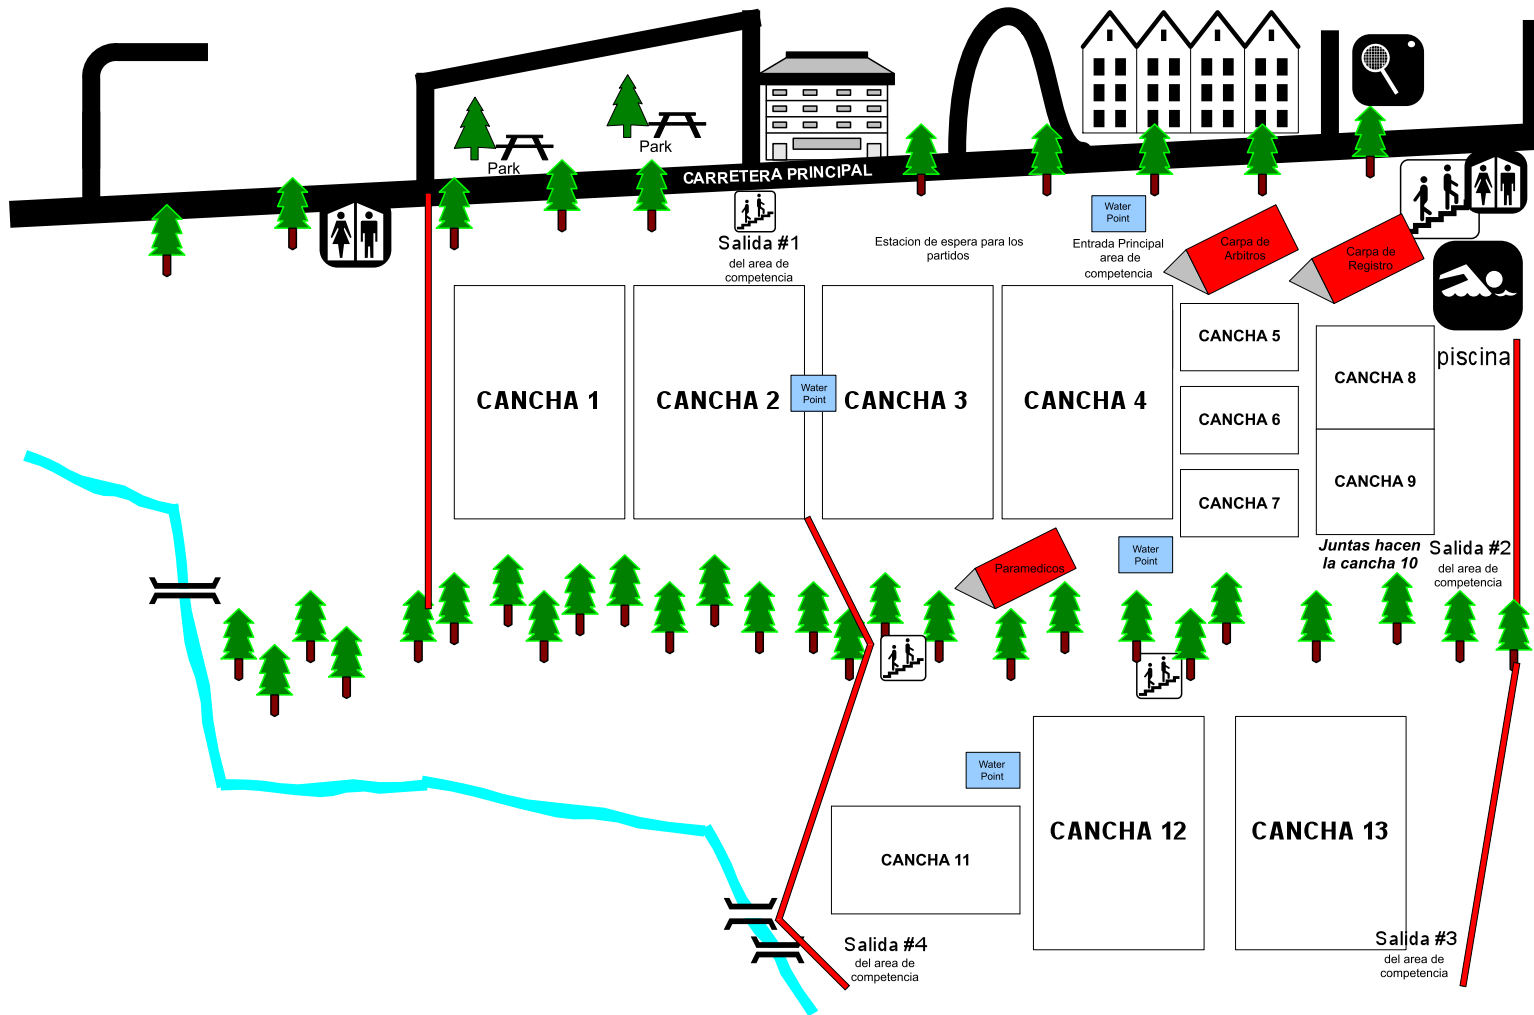 Park
Park
CARRETERA PRINCIPAL
Water
Point
Salida #1
del area de
competencia
Estacion de espera para los
partidos
Entrada Principal
area de
competencia
Carpa de
Arbitros
Carpa de
Registro
CANCHA 1
CANCHA 2
Water
Point
CANCHA 3
CANCHA 4
CANCHA 5
CANCHA 6
CANCHA 7
CANCHA 8
CANCHA 9
piscina
Juntas hacen
la cancha 10
Salida #2
del area de
competencia
Paramedicos
Water
Point
Water
Point
CANCHA 11
CANCHA 12
CANCHA 13
Salida #4
del area de
competencia
Salida #3
del area de
competencia